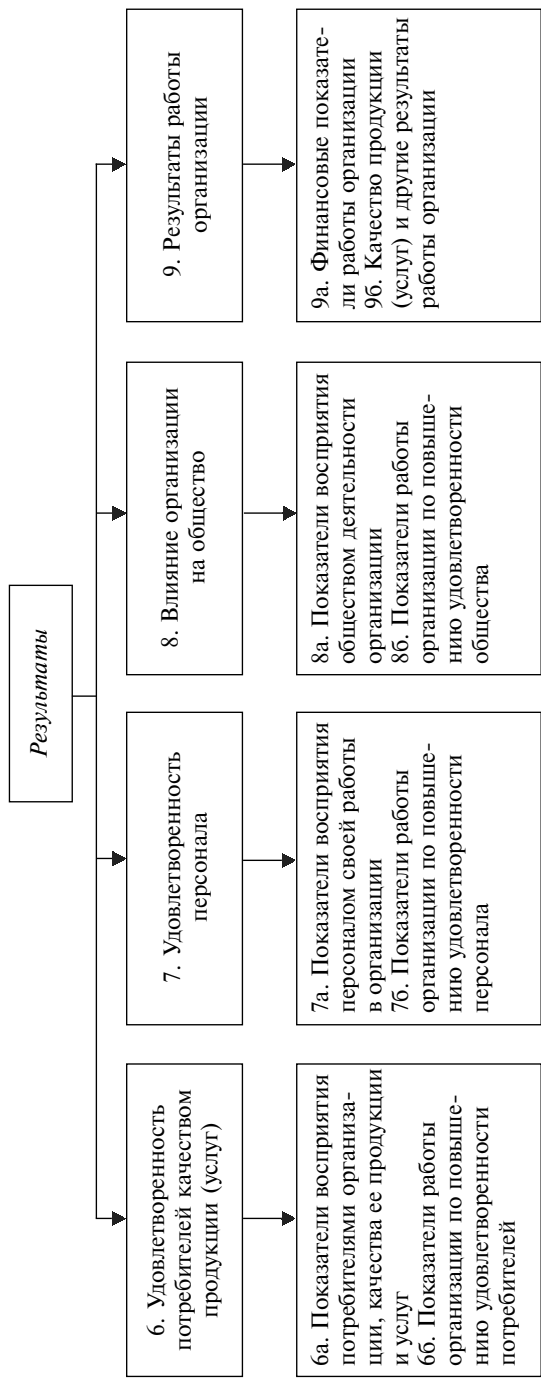 Результаты
6. Удовлетворенность
потребителей качеством
продукции (услуг)
7. Удовлетворенность
персонала
8. Влияние организации
на общество
9. Результаты работы
организации
6а. Показатели восприятия
потребителями организа-
ции, качества ее продукции
и услуг
6б. Показатели работы
организации по повыше-
нию удовлетворенности
потребителей
7а. Показатели восприятия
персоналом своей работы
в организации
7б. Показатели работы
организации по повыше-
нию удовлетворенности
персонала
8а. Показатели восприятия
обществом деятельности
организации
8б. Показатели работы
организации по повыше-
нию удовлетворенности
общества
9а. Финансовые показате-
ли работы организации
9б. Качество продукции
(услуг) и другие результаты
работы организации